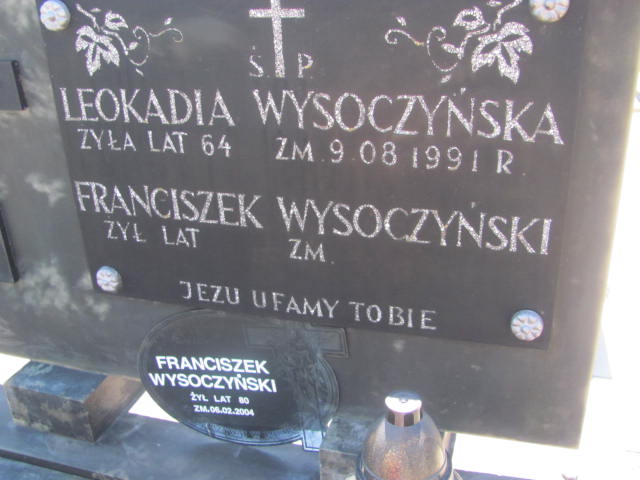 Ś. P.
LEOKADIA WYSOCZYŃSKA
ŻYŁA LAT 64 ZM. 9.08 1991 R
FRANCISZEK WYSOCZYŃSKI
ŻYŁ LAT ZM.
JEZU UFAMY TOBIE
FRANCISZEK
WYSOCZYŃSKI
ŻYŁ LAT 80
ZM.06.02.2004